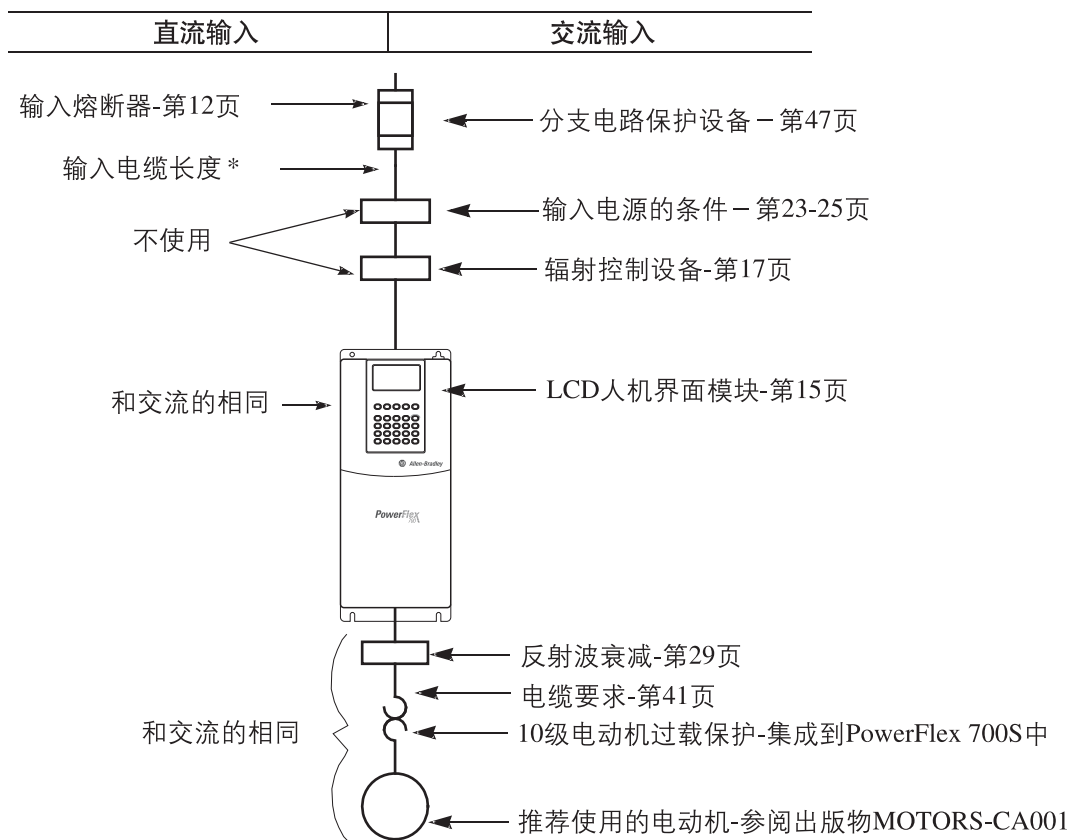 直流输入 交流输入
输入熔断器-第12页
分支电路保护设备－第47页
输入电缆长度*
输入电源的条件－第23-25页
不使用
辐射控制设备-第17页
LCD人机界面模块-第15页
和交流的相同
Allen-Bradley
PowerFlex
反射波衰减-第29页
电缆要求-第41页
和交流的相同
10级电动机过载保护-集成到PowerFlex 700S中
推荐使用的电动机-参阅出版物MOTORS-CA001